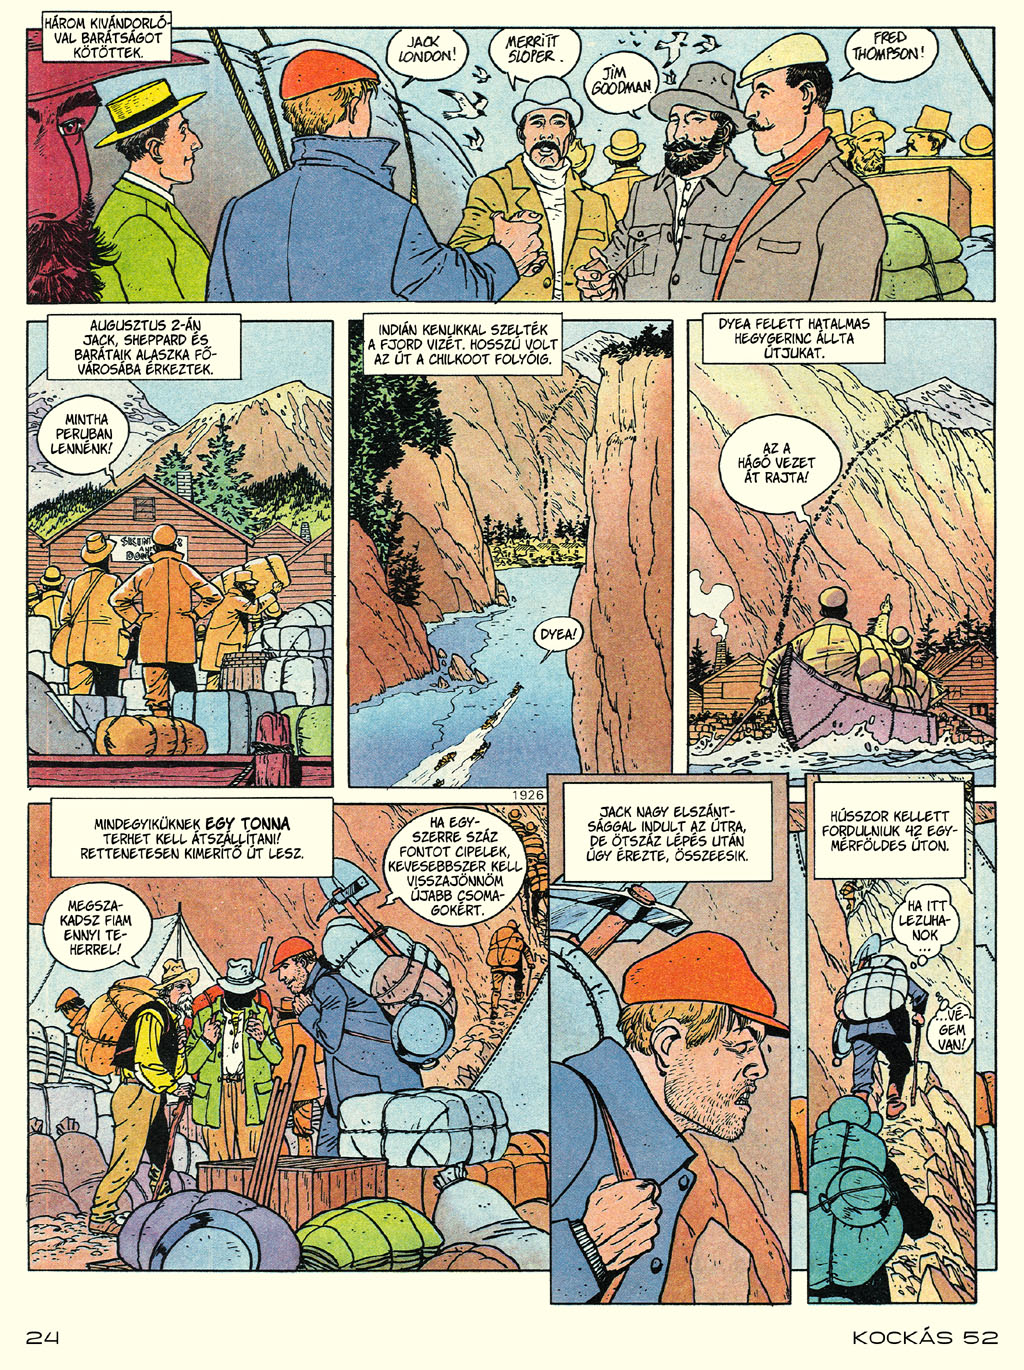 HÁROM KIVÁNDORLÓ-
VAL BARÁTSÁGOT
KÖTÖTTEK.
JACK
LONDON!
MERRITT
SLOPER.
JIM
GOODMAN
FRED
THOMPSON!
AUGUSZTUS 2-ÁN
JACK, SHEPPARD ÉS
BARÁTAIK ALASZKA FŐ-
VÁROSÁBA ÉRKEZTEK.
MINTHA
PERUBAN
LENNÉNK!
INDIÁN KENUKKAL SZELTÉK
A FJORD VIZÉT. HOSSZÚ VOLT
AZ ÚT A CHILKOOT FOLYÓIG.
DYEA!
DYEA FELETT HATALMAS
HEGYGERINC ÁLLTA
ÚTJUKAT.
AZ A
HÁGÓ VEZET
ÁT RAJTA!
1926
MINDEGYIKÜKNEK EGY TONNA
TERHET KELL ÁTSZÁLLÍTANI!
RETTENETESEN KIMERÍTŐ ÚT LESZ.
MEGSZA-
KADSZ FIAM
ENNYI TE-
HERREL!
HA EGY-
SZERRE SZÁZ
FONTOT CIPELEK,
KEVESEBBSZER KELL
VISSZAJÖNNÖM
ÚJABB CSOMA-
GOKÉRT.
JACK NAGY ELSZÁNT-
SÁGGAL INDULT AZ ÚTRA,
DE ÖTSZÁZ LÉPÉS UTÁN
ÚGY ÉREZTE, ÖSSZEESIK.
HÚSSZOR KELLETT
FORDULNIUK 42 EGY-
MÉRFÖLDES ÚTON.
HA ITT
LEZUHA-
NOK
...
...VÉ-
GEM
VAN!
24
KOCKÁS 52